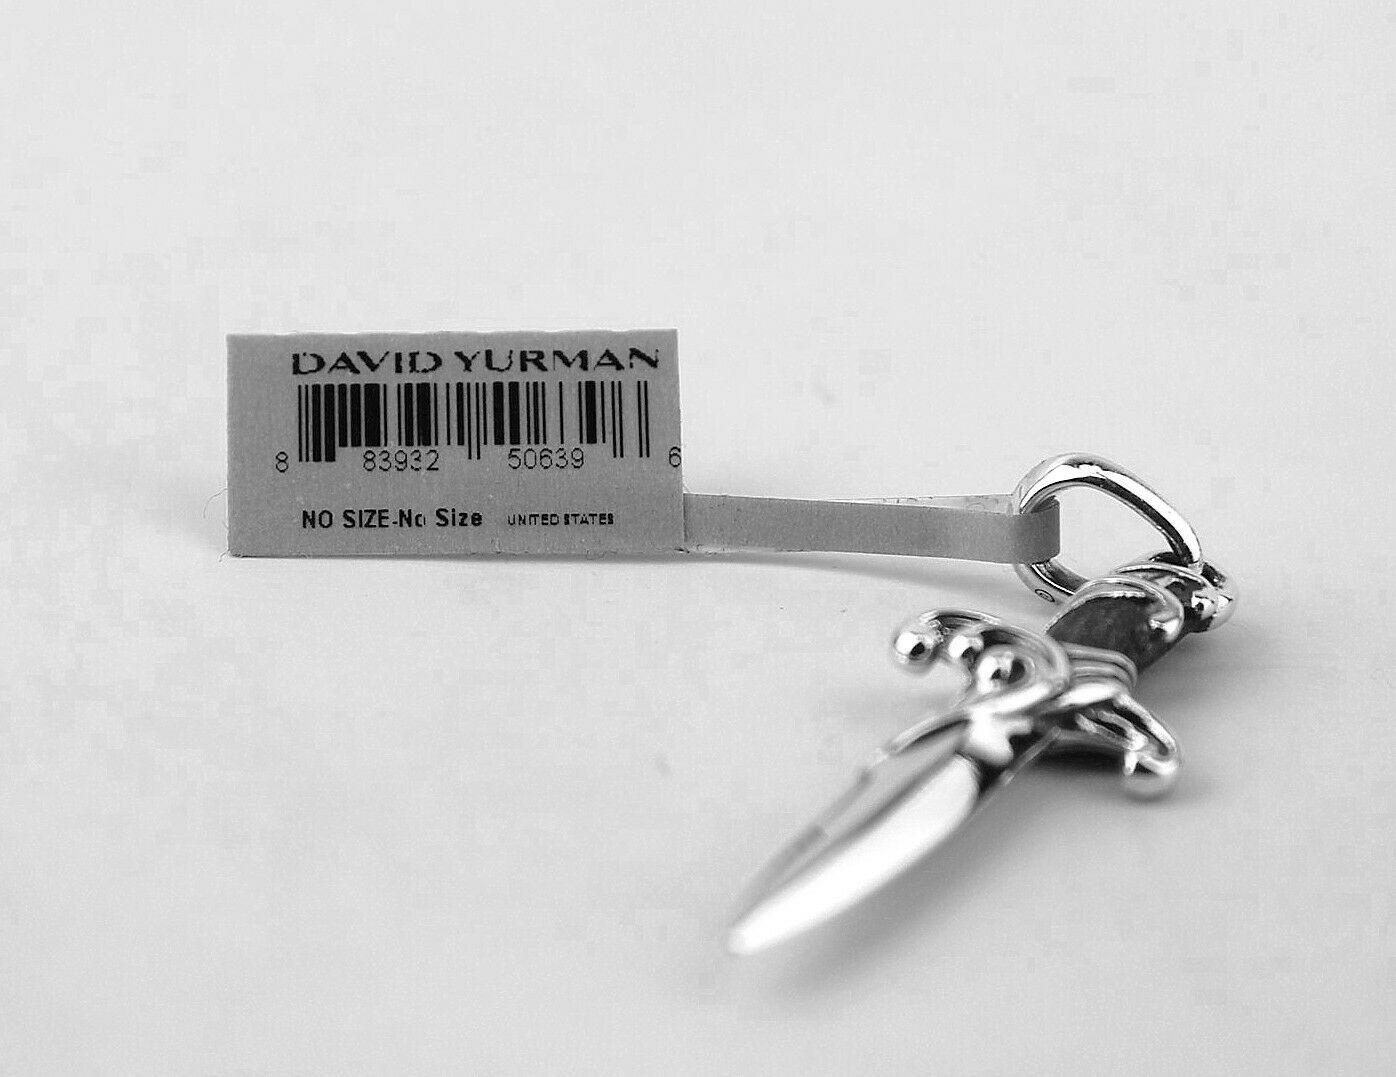 DAVID YURMAN
8 83932 50639 6
NO SIZE-No Size UNITED STATES